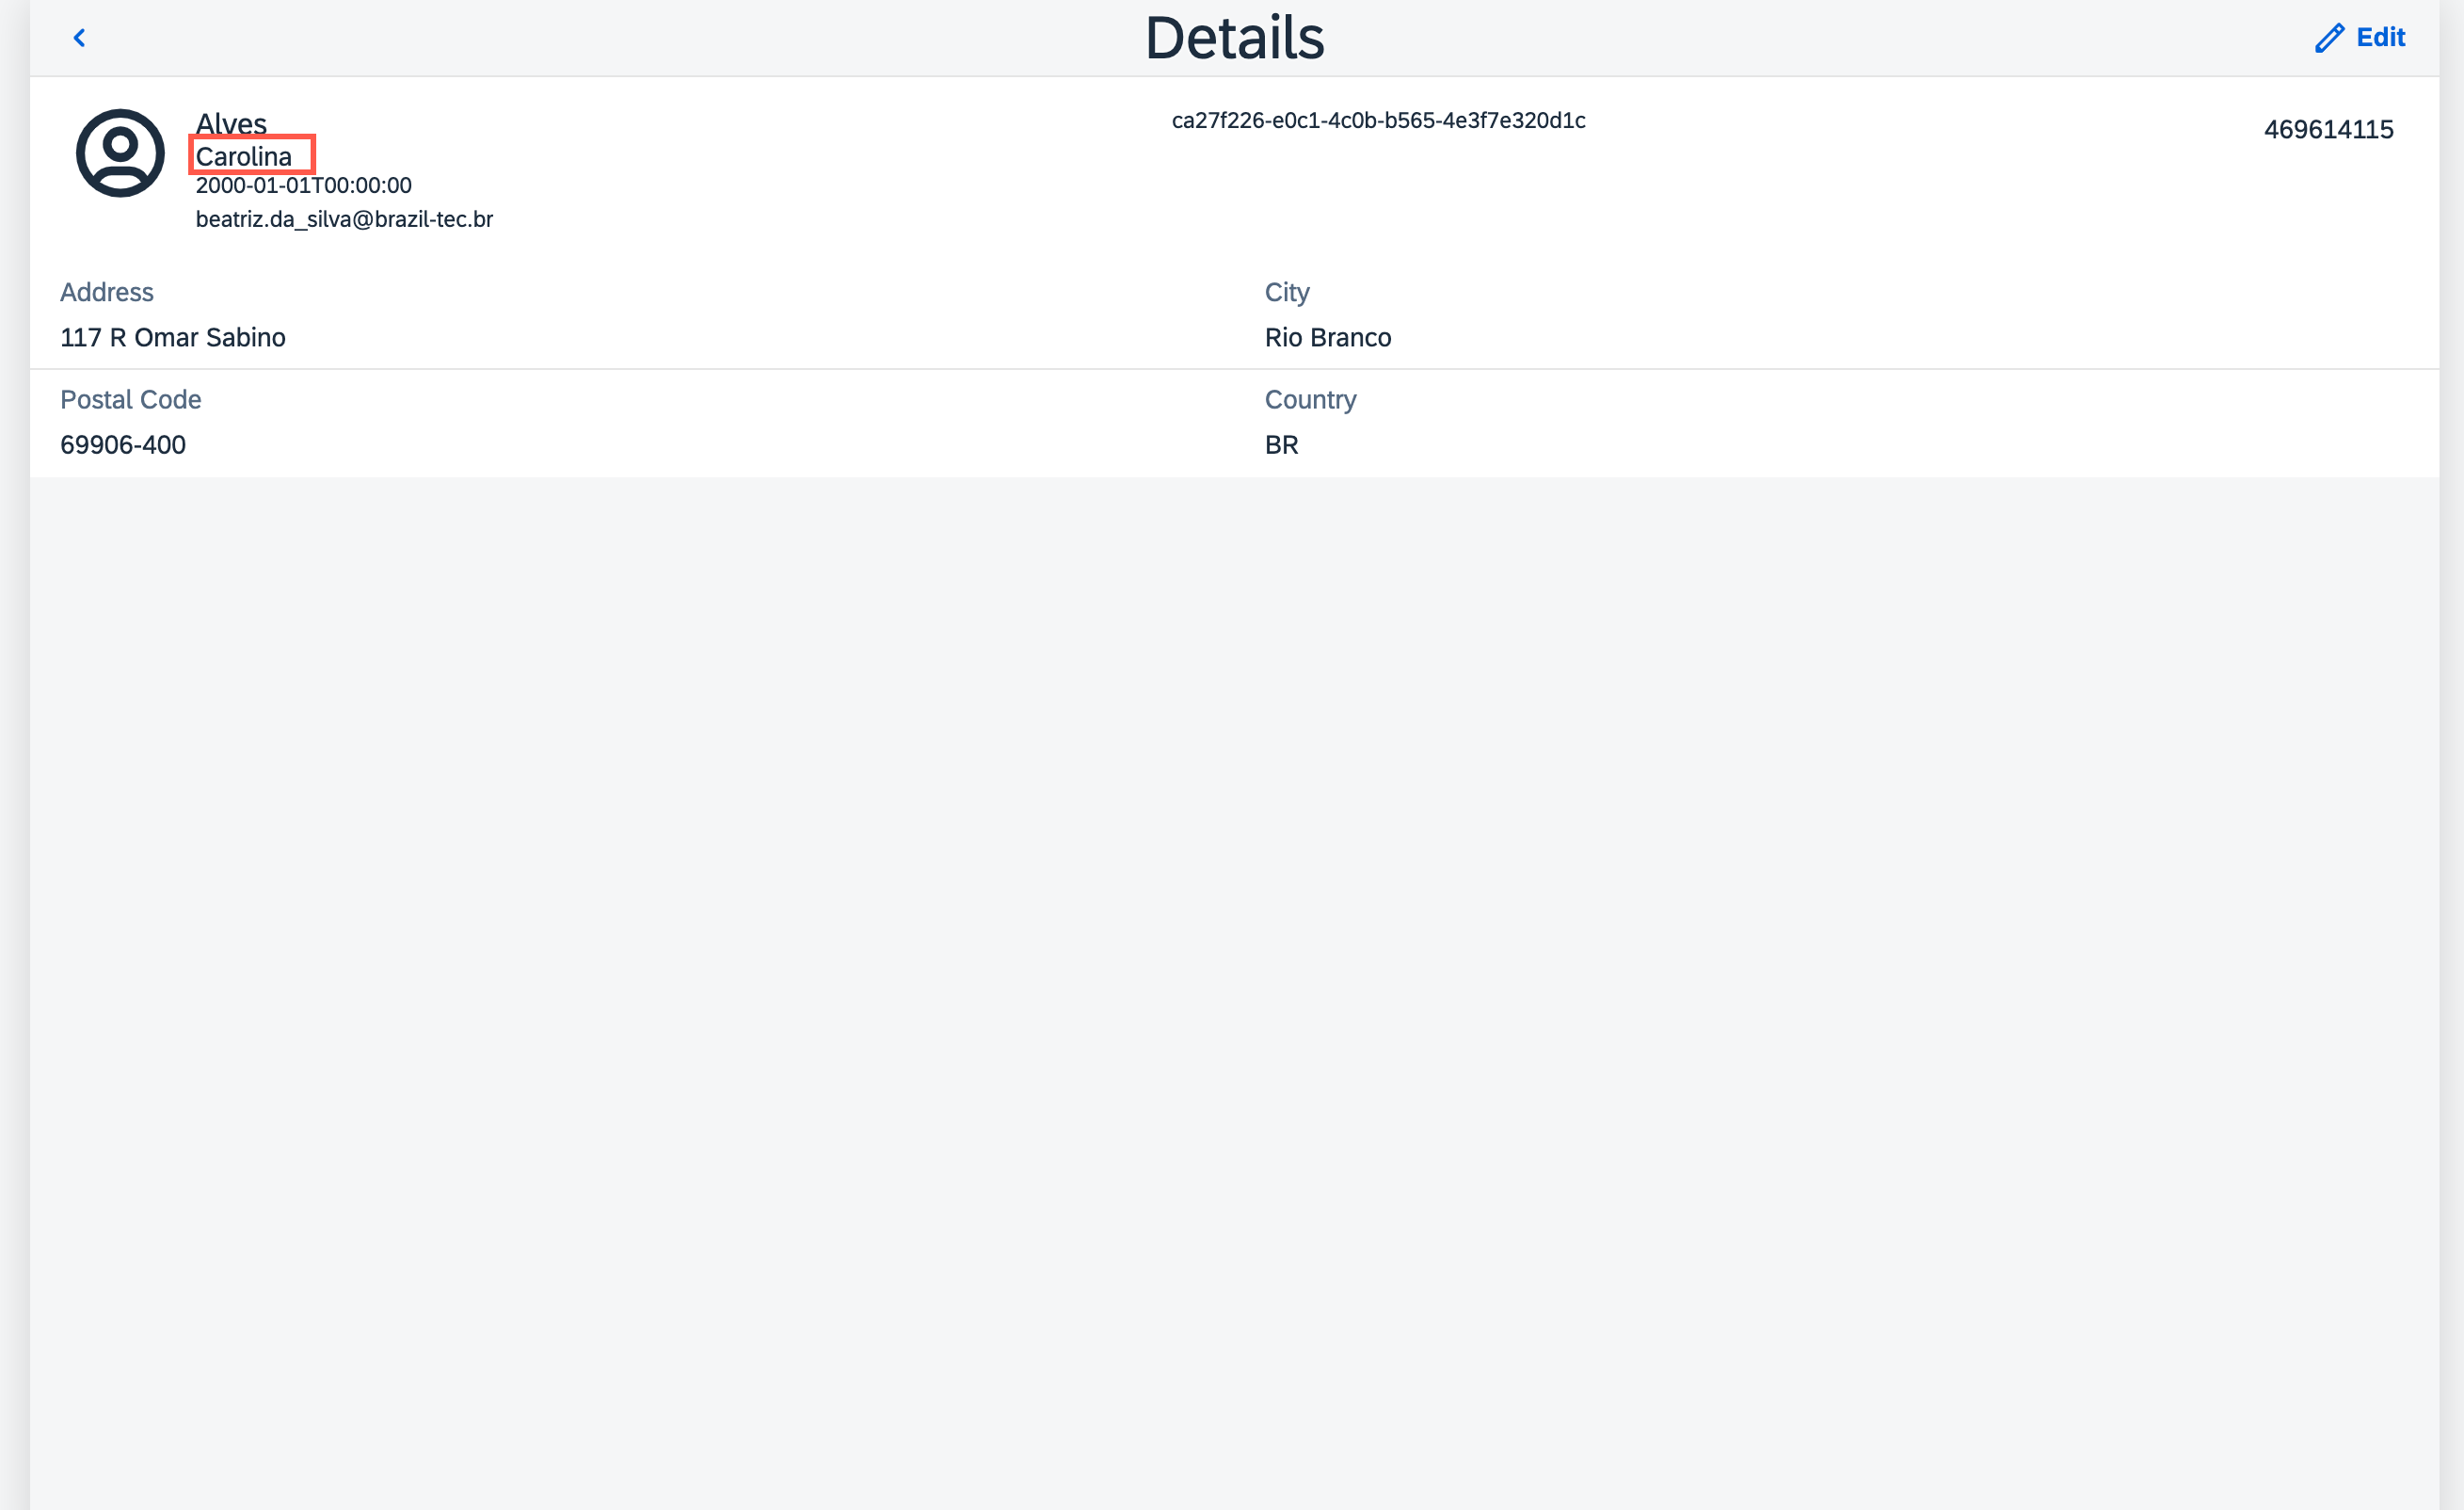 Details
Edit
Alves
Carolina
2000-01-01T00:00:00
beatriz.da_silva@brazil-tec.br
ca27f226-e0c1-4c0b-b565-4e3f7e320d1c
469614115
Address
117 R Omar Sabino
City
Rio Branco
Postal Code
69906-400
Country
BR